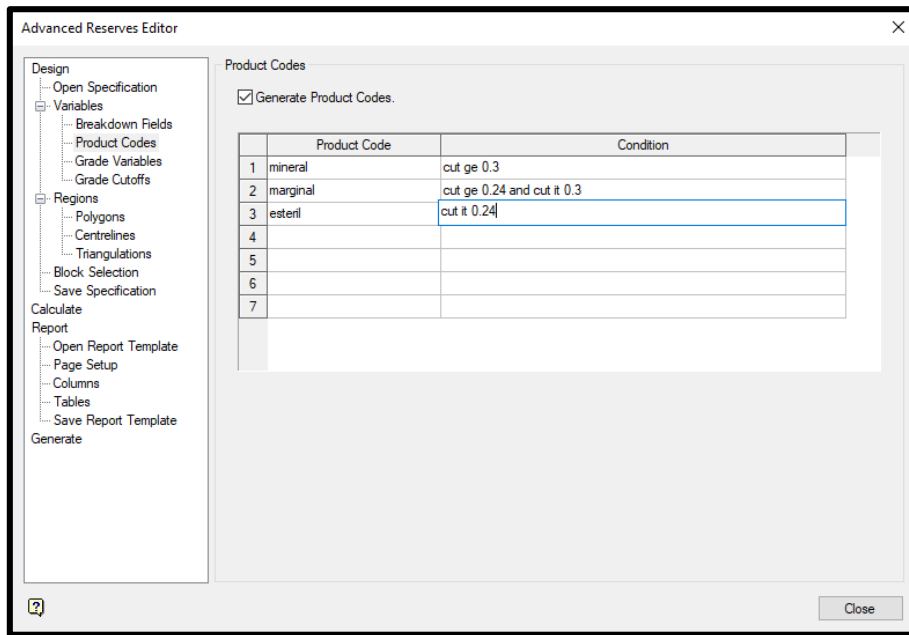 Advanced Reserves Editor
Design
Open Specification
Variables
Breakdown Fields
Product Codes
Grade Variables
Grade Cutoffs
Regions
Polygons
Centrelines
Triangulations
Block Selection
Save Specification
Calculate
Report
Open Report Template
Page Setup
Columns
Tables
Save Report Template
Generate
Product Codes
Generate Product Codes.
Product Code Condition
1 mineral cut ge 0.3
2 marginal cut ge 0.24 and cut it 0.3
3 esteril cut it 0.24
4
5
6
7
?
Close